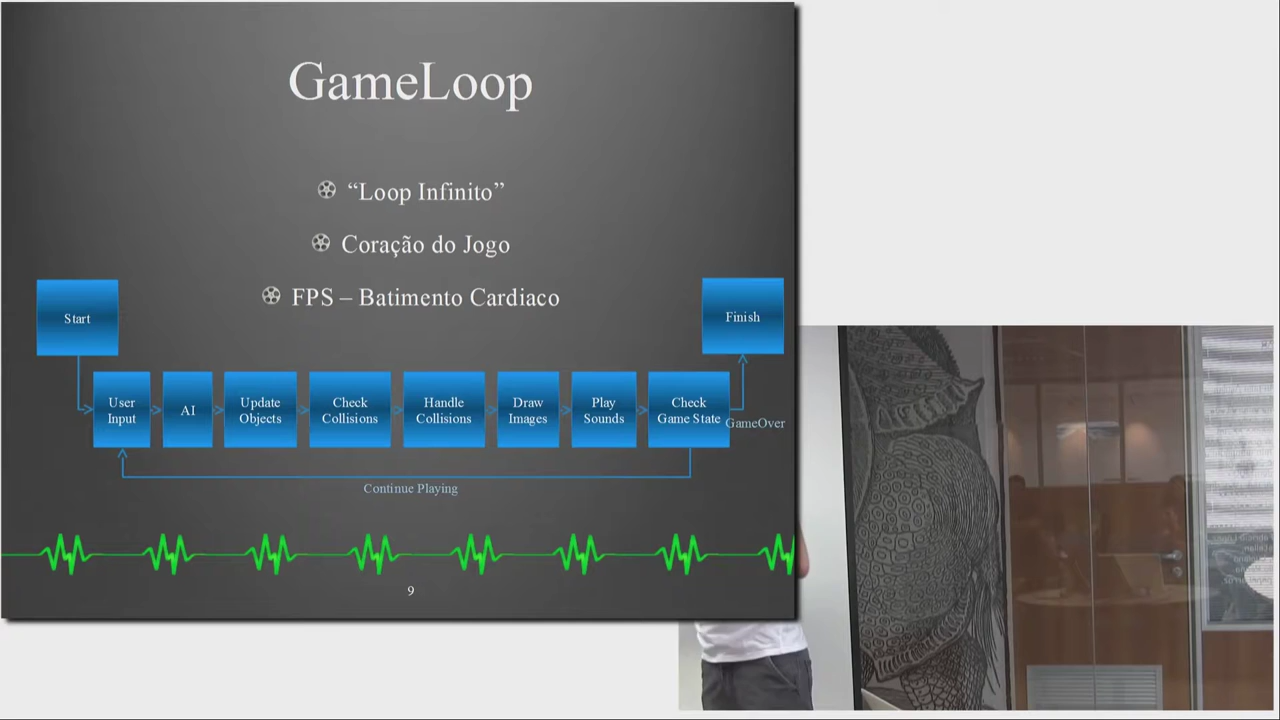 GameLoop
“Loop Infinito”
Coração do Jogo
FPS – Batimento Cardiaco
Start
Finish
User
Input
AI
Update
Objects
Check
Collisions
Handle
Collisions
Draw
Images
Play
Sounds
Check
Game State
GameOver
Continue Playing
9